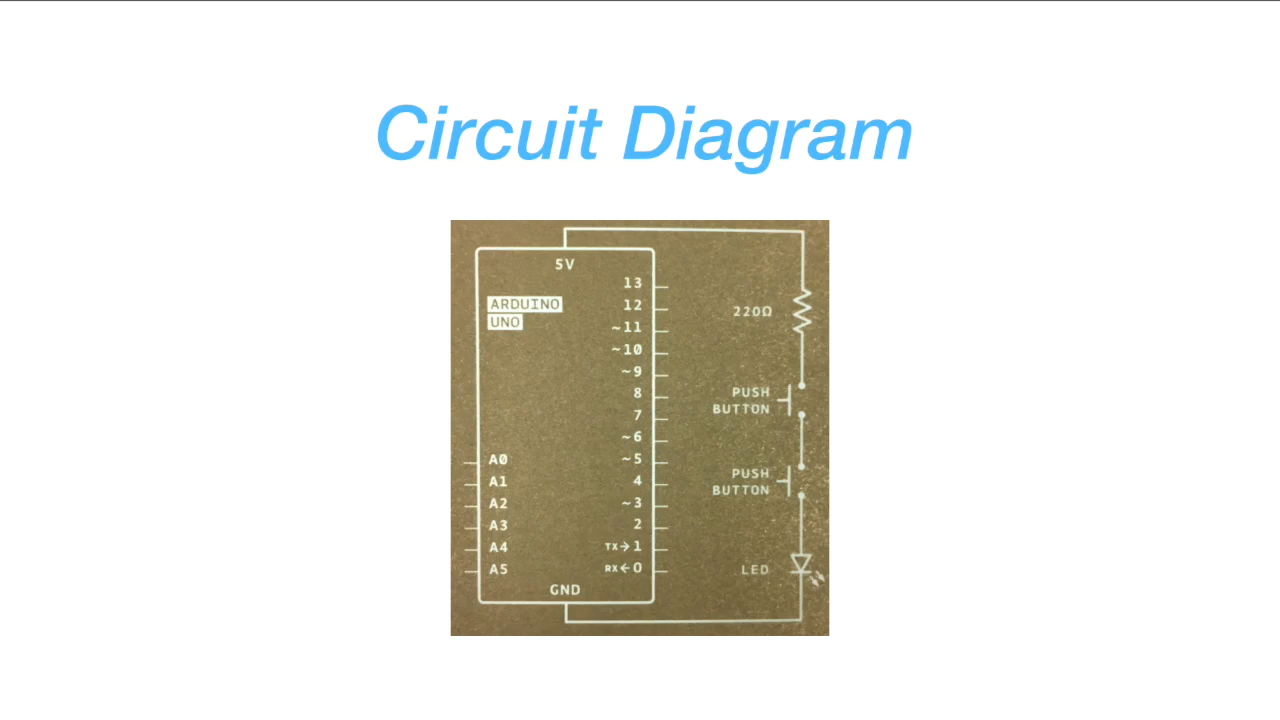 Circuit Diagram
5V
ARDUINO
UNO
13
12
~11
~10
~9
8
7
~6
~5
4
~3
2
TX→1
RX←0
A0
A1
A2
A3
A4
A5
GND
220Ω
PUSH
BUTTON
PUSH
BUTTON
LED